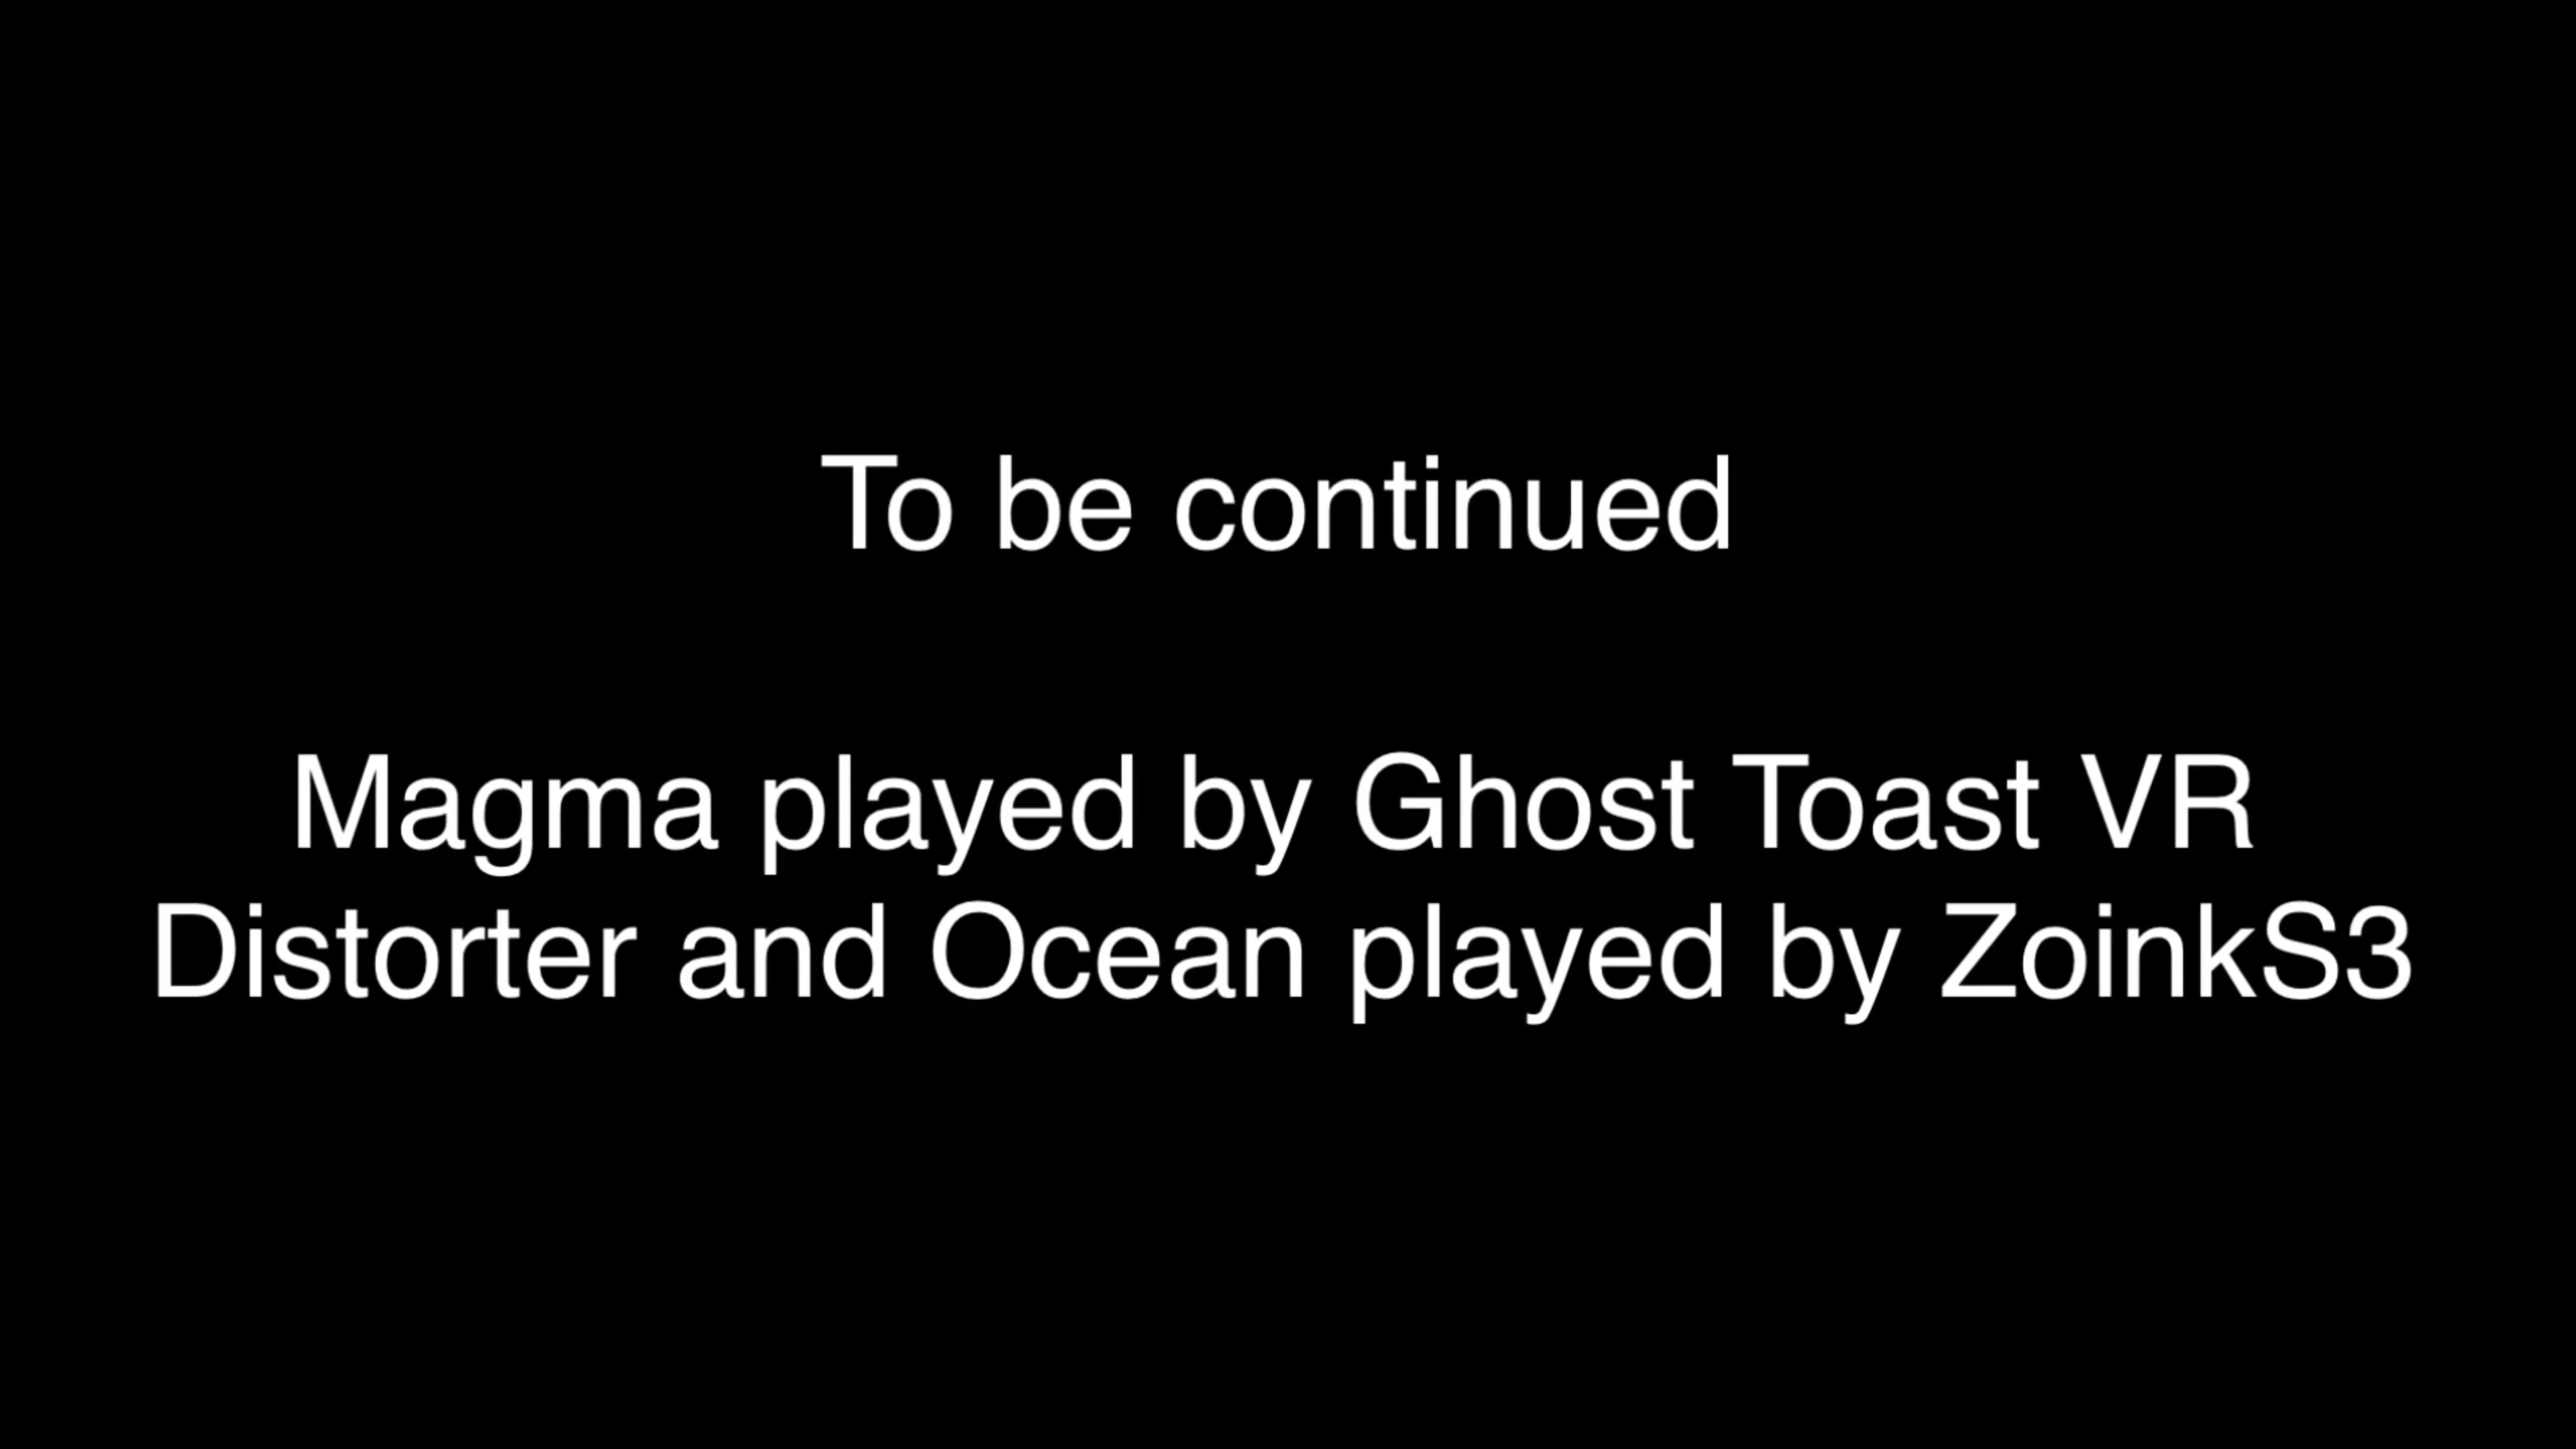 To be continued
Magma played by Ghost Toast VR
Distorter and Ocean played by ZoinkS3